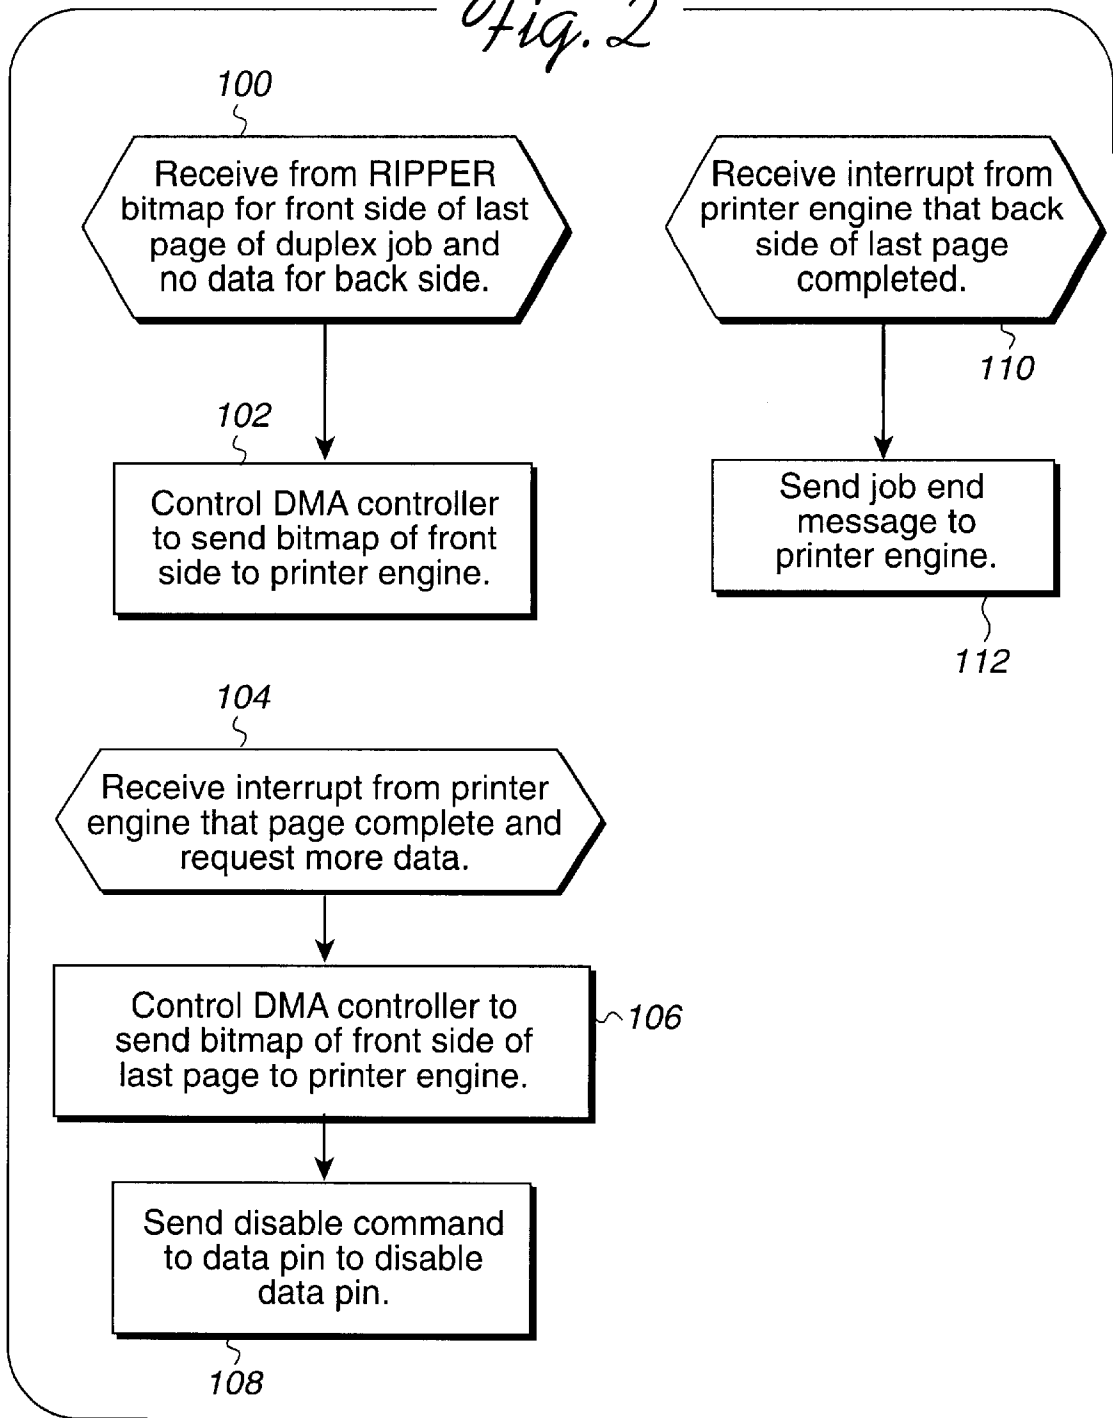 Fig. 2
100
Receive from RIPPER
bitmap for front side of last
page of duplex job and
no data for back side.
102
Control DMA controller
to send bitmap of front
side to printer engine.
104
Receive interrupt from printer
engine that page complete and
request more data.
Control DMA controller to
send bitmap of front side of
last page to printer engine.
106
Send disable command
to data pin to disable
data pin.
108
Receive interrupt from
printer engine that back
side of last page
completed.
110
Send job end
message to
printer engine.
112